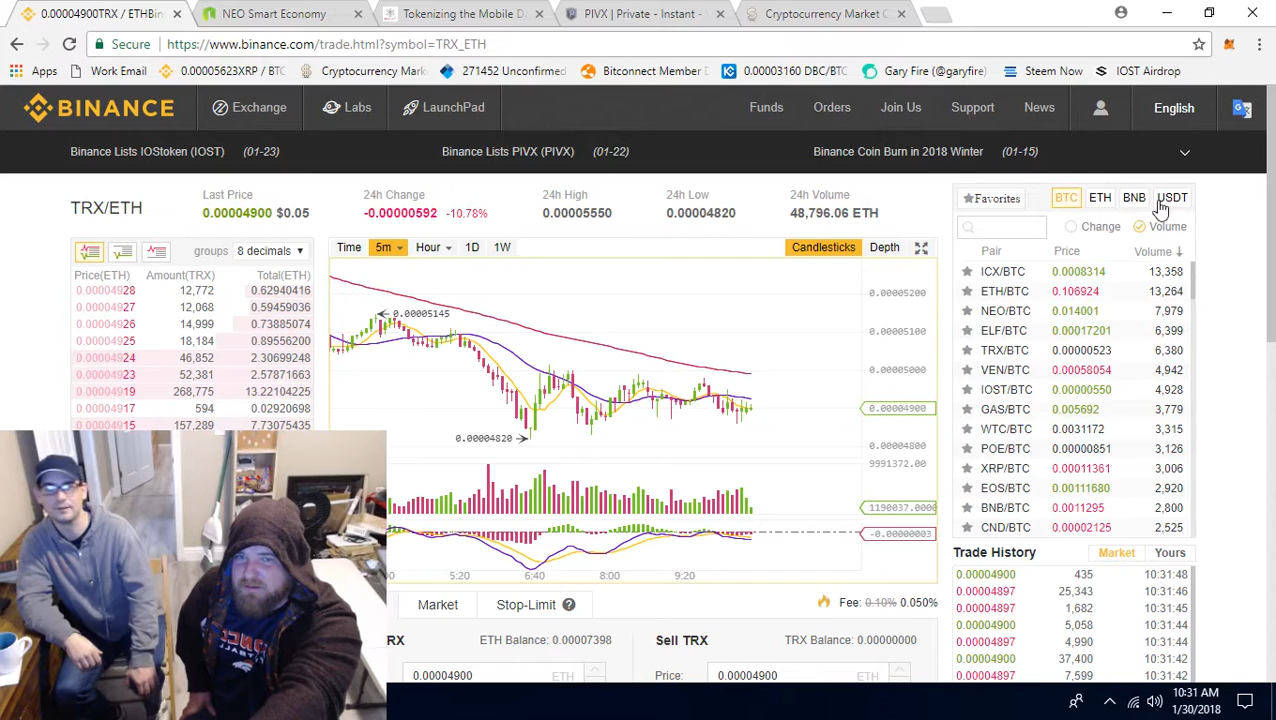 0.00004900TRX / ETHBin
NEO Smart Economy
Tokenizing the Mobile D
PIVX | Private - Instant - V
Cryptocurrency Market C
Secure
https://www.binance.com/trade.html?symbol=TRX_ETH
Apps
Work Email
0.00005623XRP / BTC
Cryptocurrency Mark
271452 Unconfirmed
Bitconnect Member D
0.00003160 DBC/BTC
Gary Fire (@garyfire)
Steem Now
IOST Airdrop
BINANCE
Exchange
Labs
LaunchPad
Funds
Orders
Join Us
Support
News
English
Binance Lists IOStoken (IOST) (01-23)
Binance Lists PIVX (PIVX) (01-22)
Binance Coin Burn in 2018 Winter (01-15)
TRX/ETH
Last Price
0.00004900 $0.05
24h Change
-0.00000592 -10.78%
24h High
0.00005550
24h Low
0.00004820
24h Volume
48,796.06 ETH
groups 8 decimals
Price(ETH) Amount(TRX) Total(ETH)
0.00004928 12,772 0.62940416
0.00004927 12,068 0.59459036
0.00004926 14,999 0.73885074
0.00004925 18,184 0.89556200
0.00004924 46,852 2.30699248
0.00004923 52,381 2.57871663
0.00004919 268,775 13.22104225
0.00004917 594 0.02920698
0.00004915 157,289 7.73075435
Time 5m Hour 1D 1W
Candlesticks Depth
0.00005200
0.00005145
0.00005100
0.00005000
0.00004900
0.00004820
0.00004800
9991372.00
1190037.0000
-0.00000003
00 5:20 6:40 8:00 9:20
Market
Stop-Limit
Fee: 0.10% 0.050%
RX
ETH Balance: 0.00007398
0.00004900 ETH
Sell TRX
TRX Balance: 0.00000000
Price: 0.00004900 ETH
Favorites BTC ETH BNB USDT
Change Volume
Pair Price Volume
ICX/BTC 0.0008314 13,358
ETH/BTC 0.106924 13,264
NEO/BTC 0.014001 7,979
ELF/BTC 0.00017201 6,399
TRX/BTC 0.00000523 6,380
VEN/BTC 0.00058054 4,942
IOST/BTC 0.00000550 4,928
GAS/BTC 0.005692 3,779
WTC/BTC 0.0031172 3,315
POE/BTC 0.00000851 3,126
XRP/BTC 0.00011361 3,006
EOS/BTC 0.00111680 2,920
BNB/BTC 0.0011295 2,800
CND/BTC 0.00002125 2,525
Trade History Market Yours
0.00004900 435 10:31:48
0.00004897 25,343 10:31:46
0.00004897 1,682 10:31:45
0.00004899 5,058 10:31:44
0.00004897 4,990 10:31:44
0.00004900 37,400 10:31:42
0.00004897 7,599 10:31:42
10:31 AM
1/30/2018